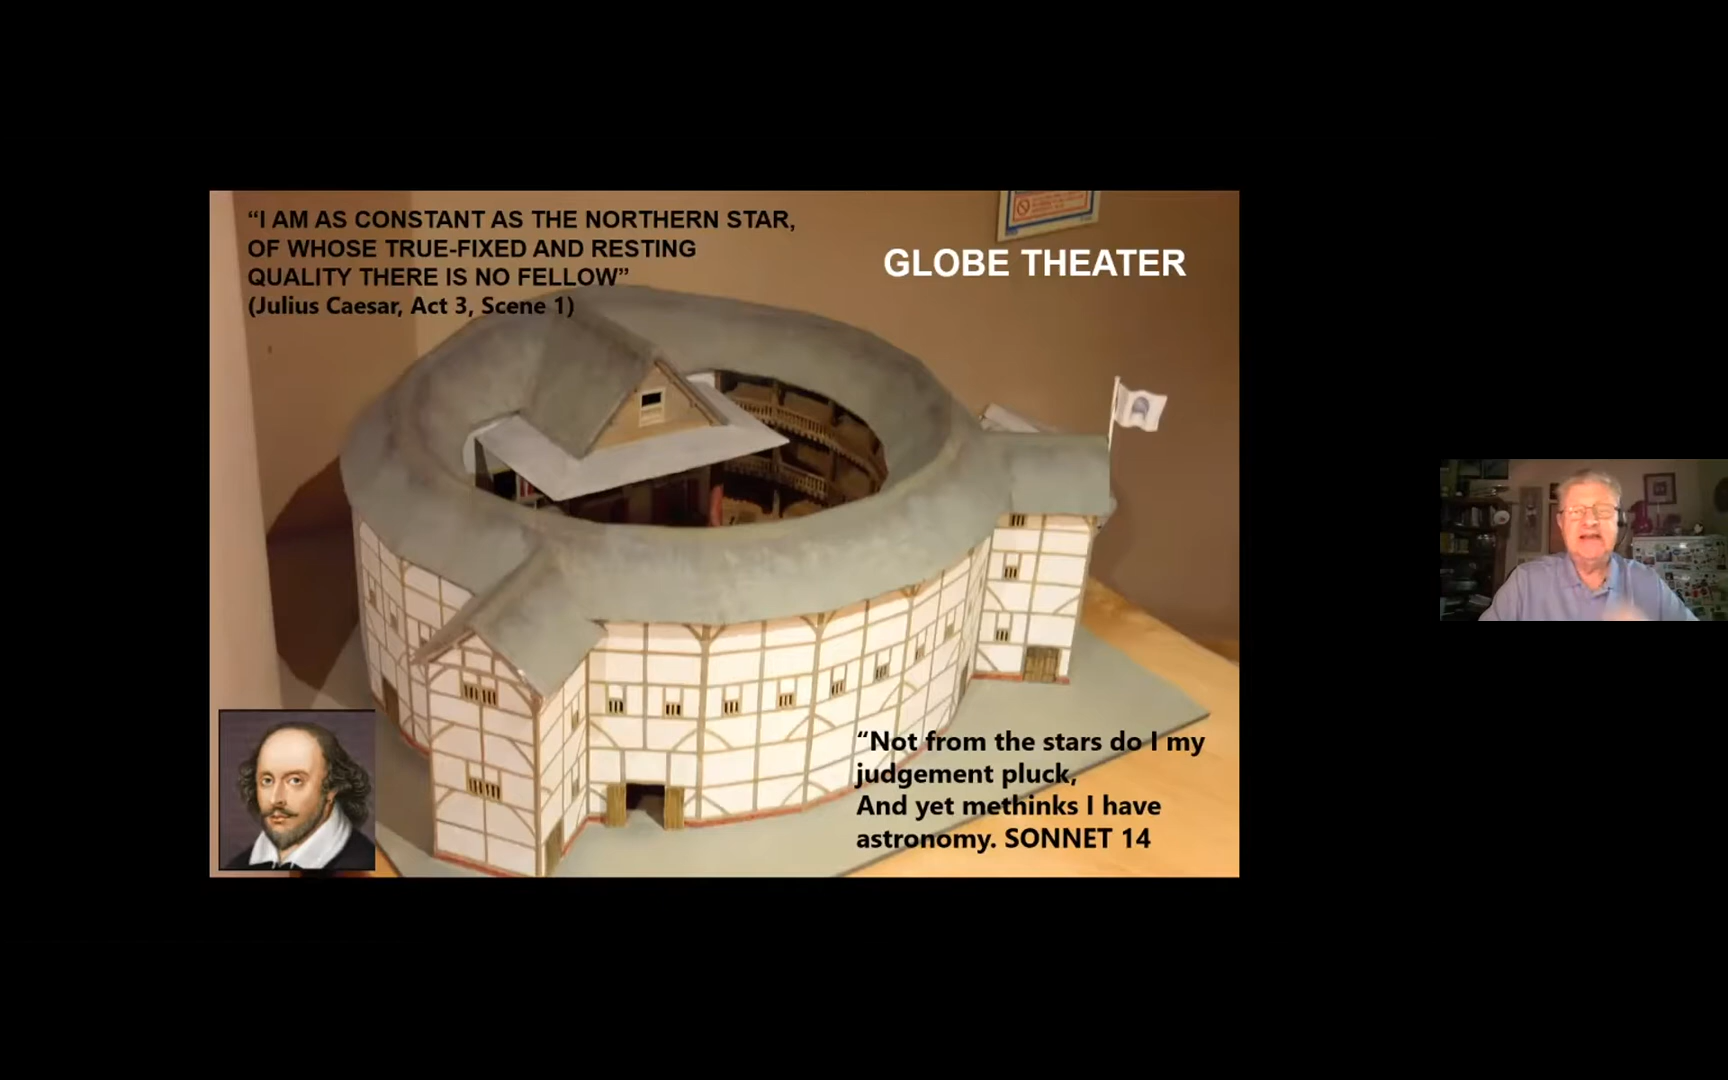 “I AM AS CONSTANT AS THE NORTHERN STAR,
OF WHOSE TRUE-FIXED AND RESTING
QUALITY THERE IS NO FELLOW”
(Julius Caesar, Act 3, Scene 1)
GLOBE THEATER
“Not from the stars do I my
judgement pluck,
And yet methinks I have
astronomy. SONNET 14